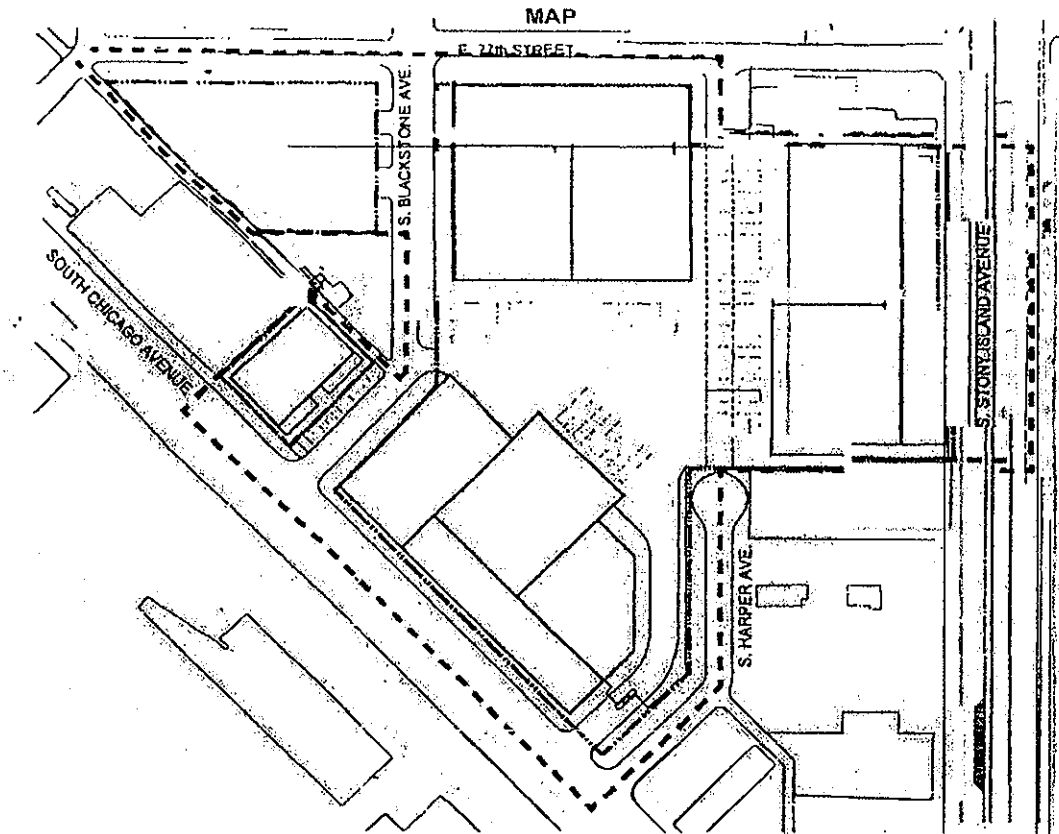 MAP
E. 77th STREET
S. BLACKSTONE AVE.
SOUTH CHICAGO AVENUE
S. STONY ISLAND AVENUE
S. HARPER AVE.